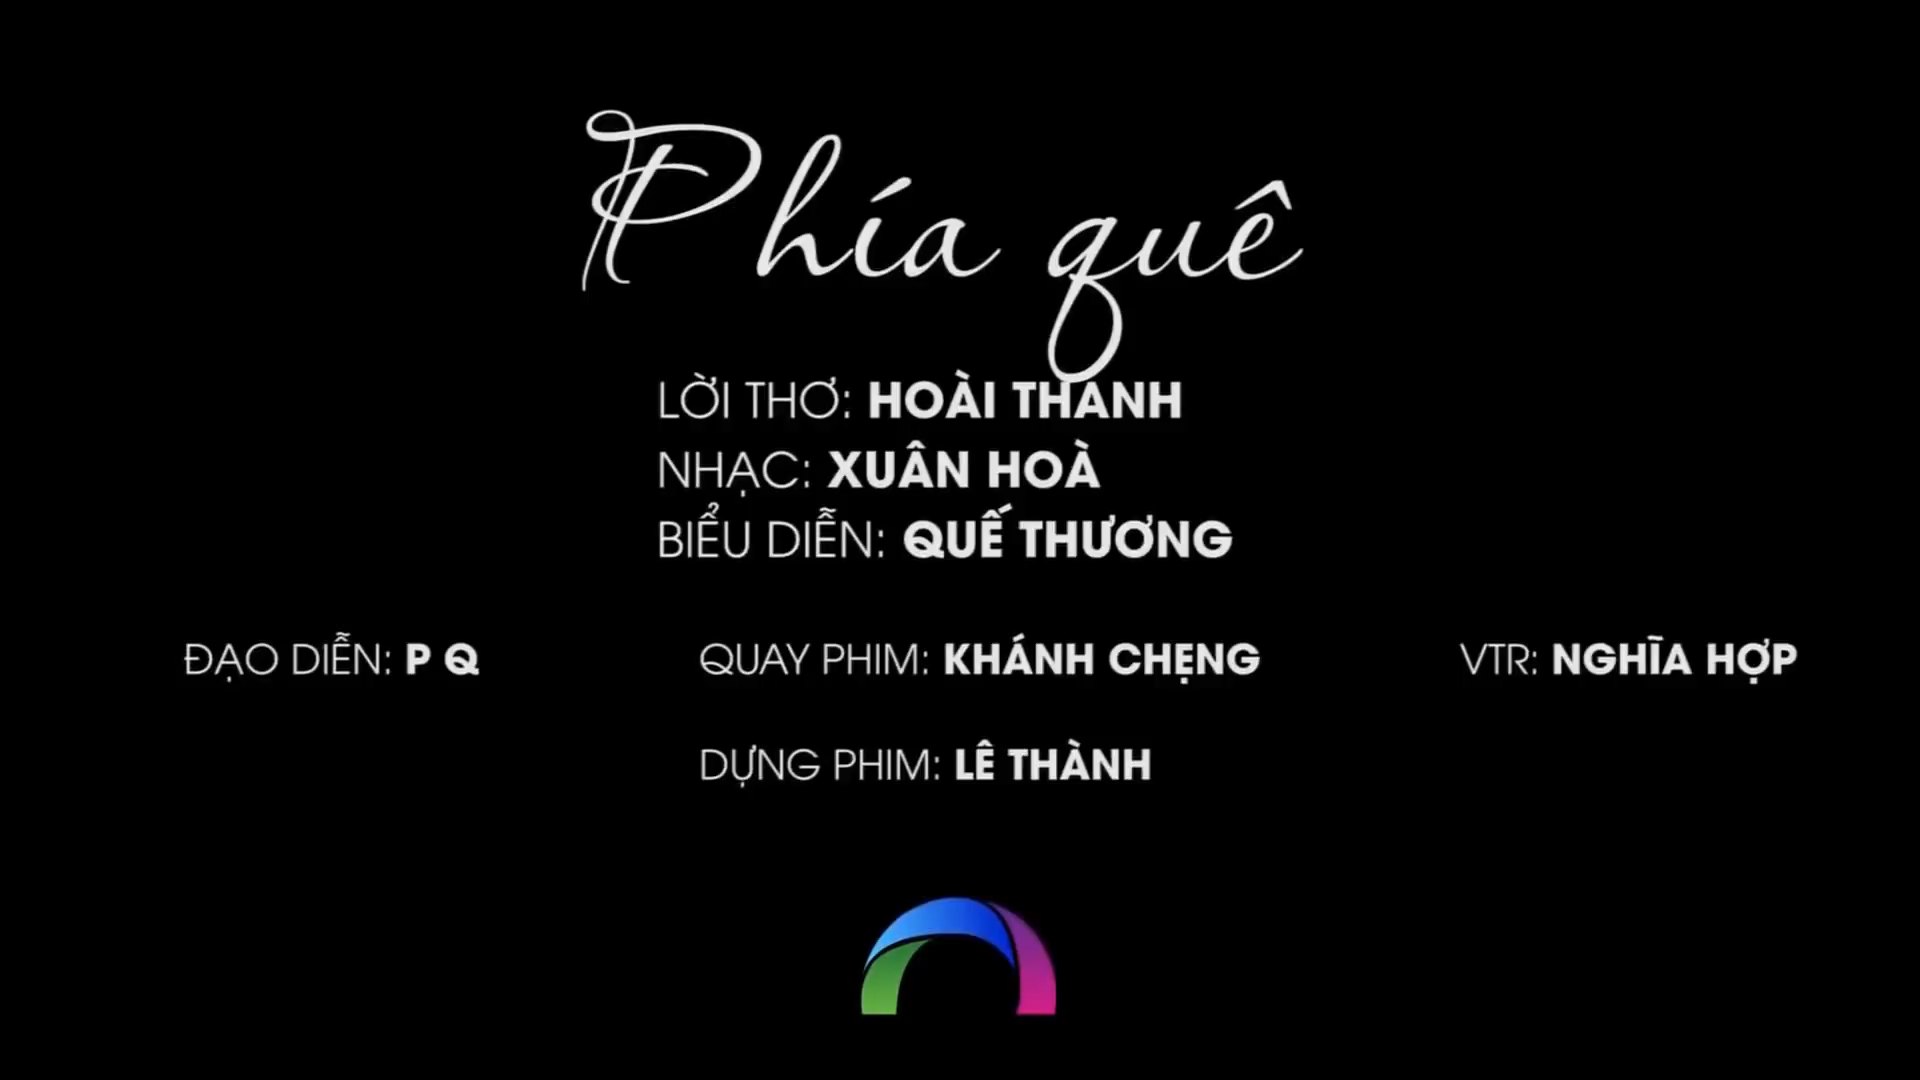 Phía quê
LỜI THƠ: HOÀI THANH
NHẠC: XUÂN HOÀ
BIỂU DIỄN: QUẾ THƯƠNG
ĐẠO DIỄN: P Q
QUAY PHIM: KHÁNH CHẸNG
VTR: NGHĨA HỢP
DỰNG PHIM: LÊ THÀNH